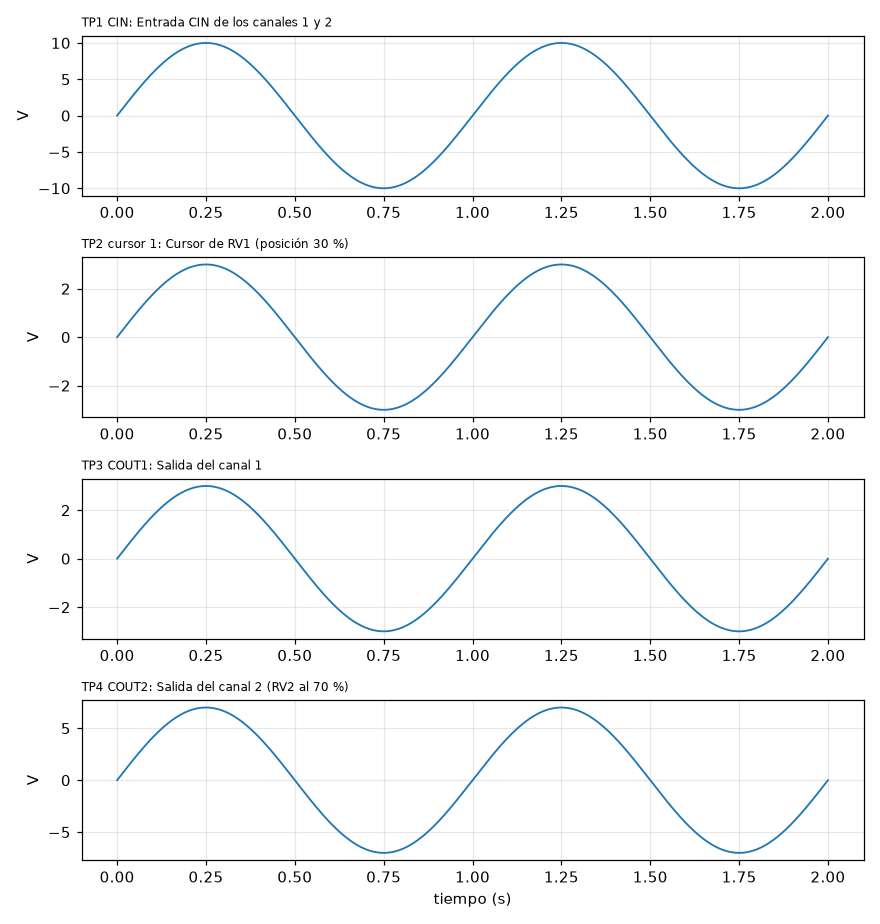 TP1 CIN: Entrada CIN de los canales 1 y 2
V
10
5
0
−5
−10
0.00 0.25 0.50 0.75 1.00 1.25 1.50 1.75 2.00
TP2 cursor 1: Cursor de RV1 (posición 30 %)
V
2
0
−2
0.00 0.25 0.50 0.75 1.00 1.25 1.50 1.75 2.00
TP3 COUT1: Salida del canal 1
V
2
0
−2
0.00 0.25 0.50 0.75 1.00 1.25 1.50 1.75 2.00
TP4 COUT2: Salida del canal 2 (RV2 al 70 %)
V
5
0
−5
0.00 0.25 0.50 0.75 1.00 1.25 1.50 1.75 2.00
tiempo (s)